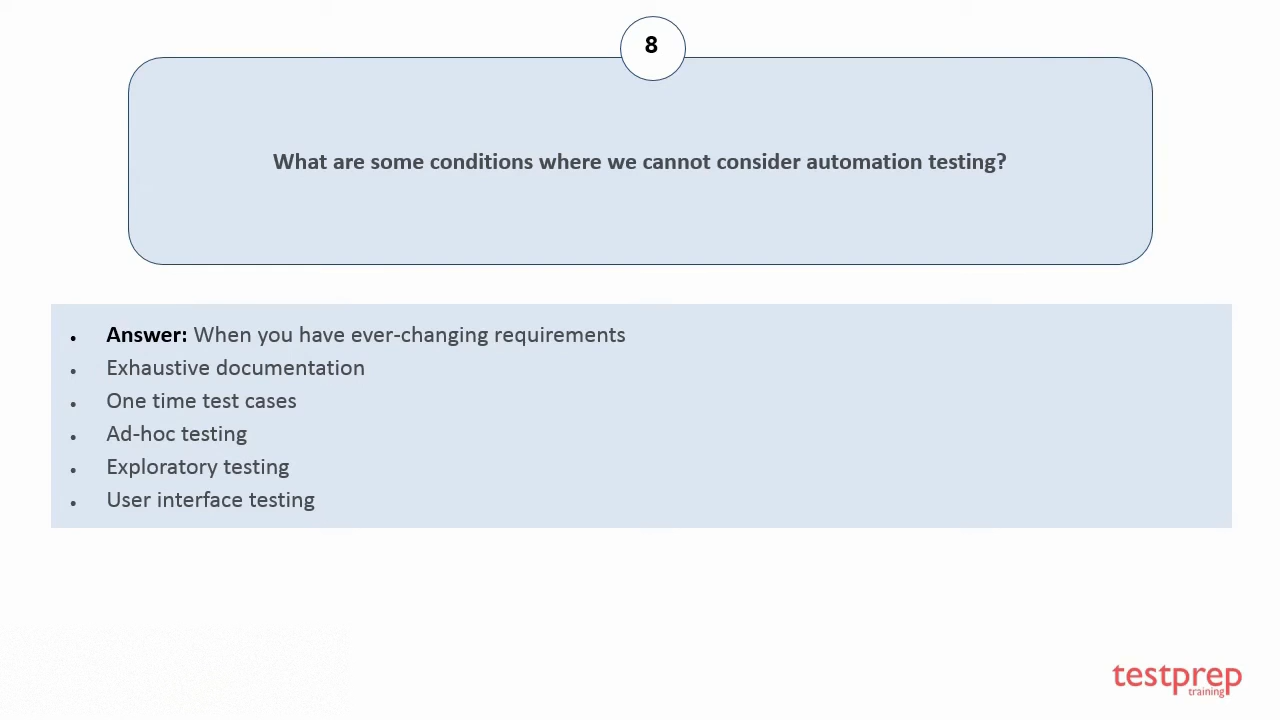 8
What are some conditions where we cannot consider automation testing?
• Answer: When you have ever-changing requirements
• Exhaustive documentation
• One time test cases
• Ad-hoc testing
• Exploratory testing
• User interface testing
testprep
training